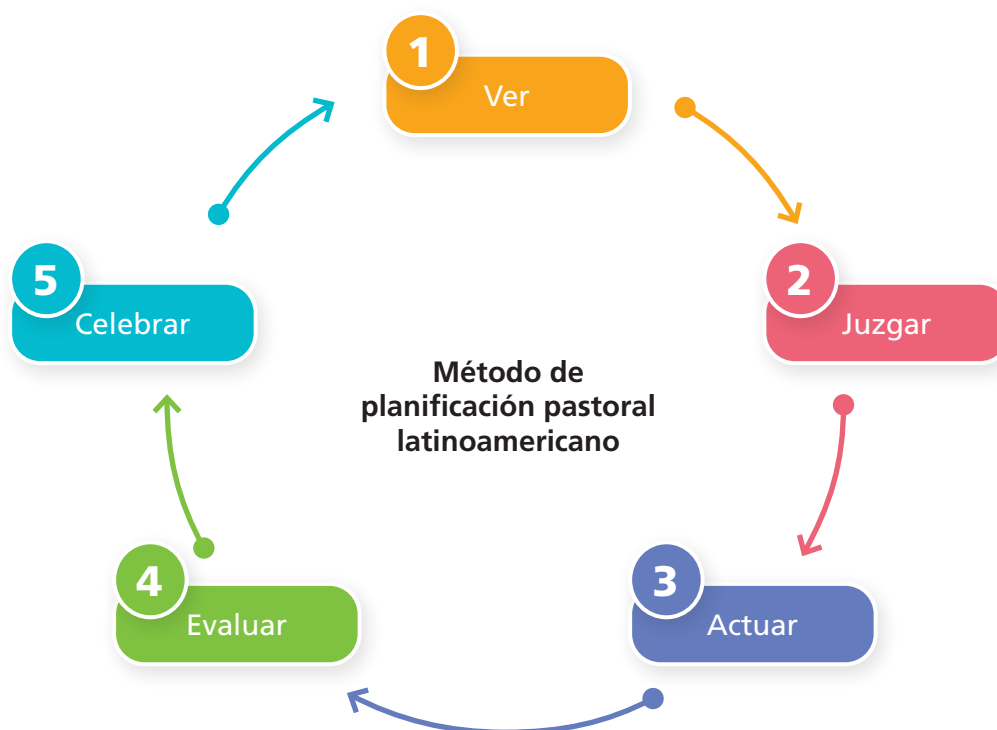 1
Ver
2
Juzgar
3
Actuar
4
Evaluar
5
Celebrar
Método de
planificación pastoral
latinoamericano